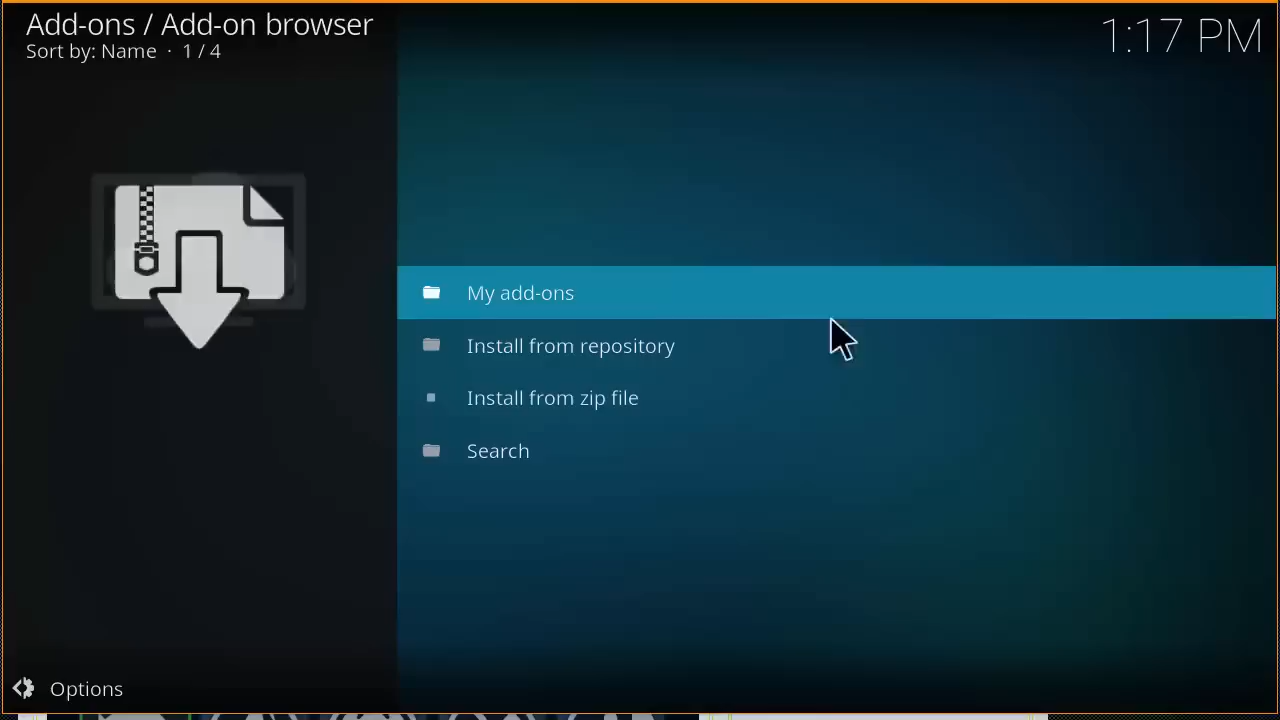 Add-ons / Add-on browser
Sort by: Name · 1 / 4
1:17 PM
My add-ons
Install from repository
Install from zip file
Search
Options